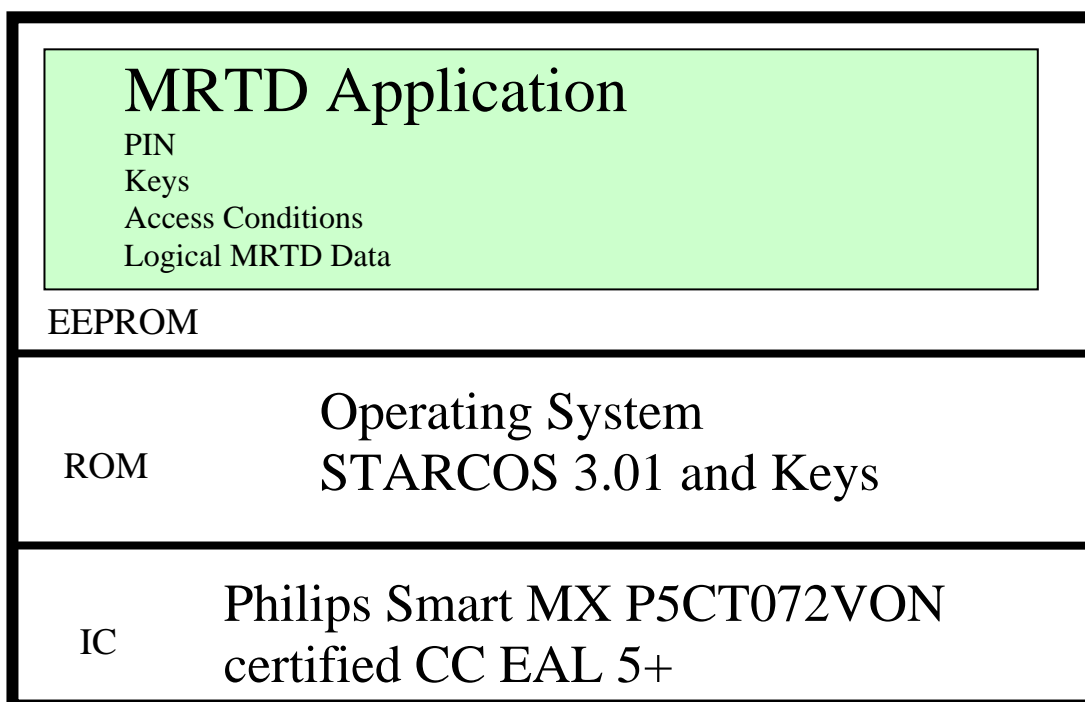 MRTD Application
PIN
Keys
Access Conditions
Logical MRTD Data
EEPROM
Operating System
ROM
STARCOS 3.01 and Keys
Philips Smart MX P5CT072VON
IC
certified CC EAL 5+